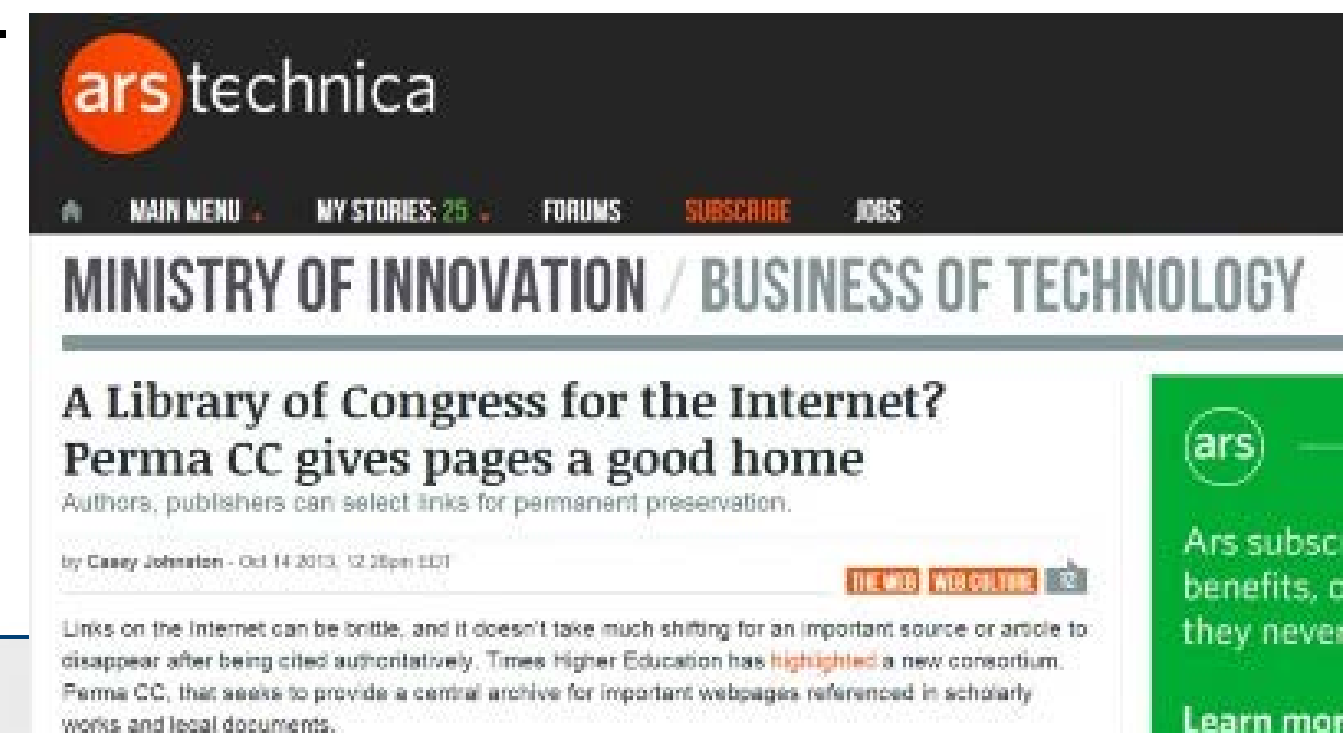 ars technica
MAIN MENU MY STORIES: 25 FORUMS SUBSCRIBE JOBS
MINISTRY OF INNOVATION / BUSINESS OF TECHNOLOGY
A Library of Congress for the Internet?
Perma CC gives pages a good home
Authors, publishers can select links for permanent preservation.
by Casey Johnston - Oct 14 2013, 12:28pm EDT
THE WEB WEB CULTURE
Links on the Internet can be brittle, and it doesn't take much shifting for an important source or article to
disappear after being cited authoritatively. Times Higher Education has highlighted a new consortium,
Perma CC, that seeks to provide a central archive for important webpages referenced in scholarly
works and legal documents.
ars
Ars subsc
benefits, o
they never
Learn mor